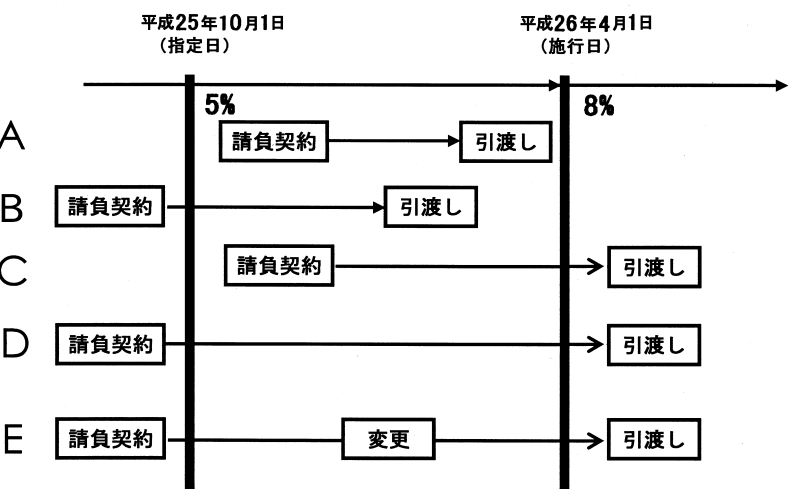 平成25年10月1日
（指定日）
平成26年4月1日
（施行日）
5%
8%
A
請負契約
引渡し
B
請負契約
引渡し
C
請負契約
引渡し
D
請負契約
引渡し
E
請負契約
変更
引渡し